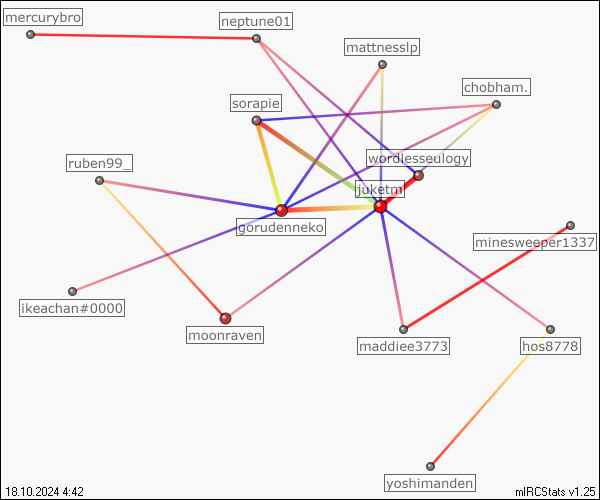 mercurybro
neptune01
mattnesslp
chobham.
sorapie
wordlesseulogy
ruben99_
juketm
gorudenneko
minesweeper1337
ikeachan#0000
moonraven
maddiee3773
hos8778
yoshimanden
18.10.2024 4:42
mIRCStats v1.25